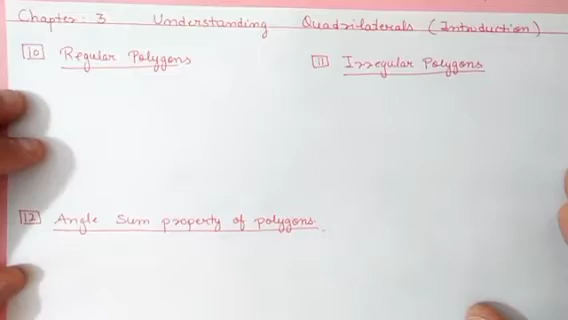 Chapter : 3 Understanding Quadrilaterals (Introduction)
10 Regular Polygons
11 Irregular Polygons
12 Angle Sum property of polygons.